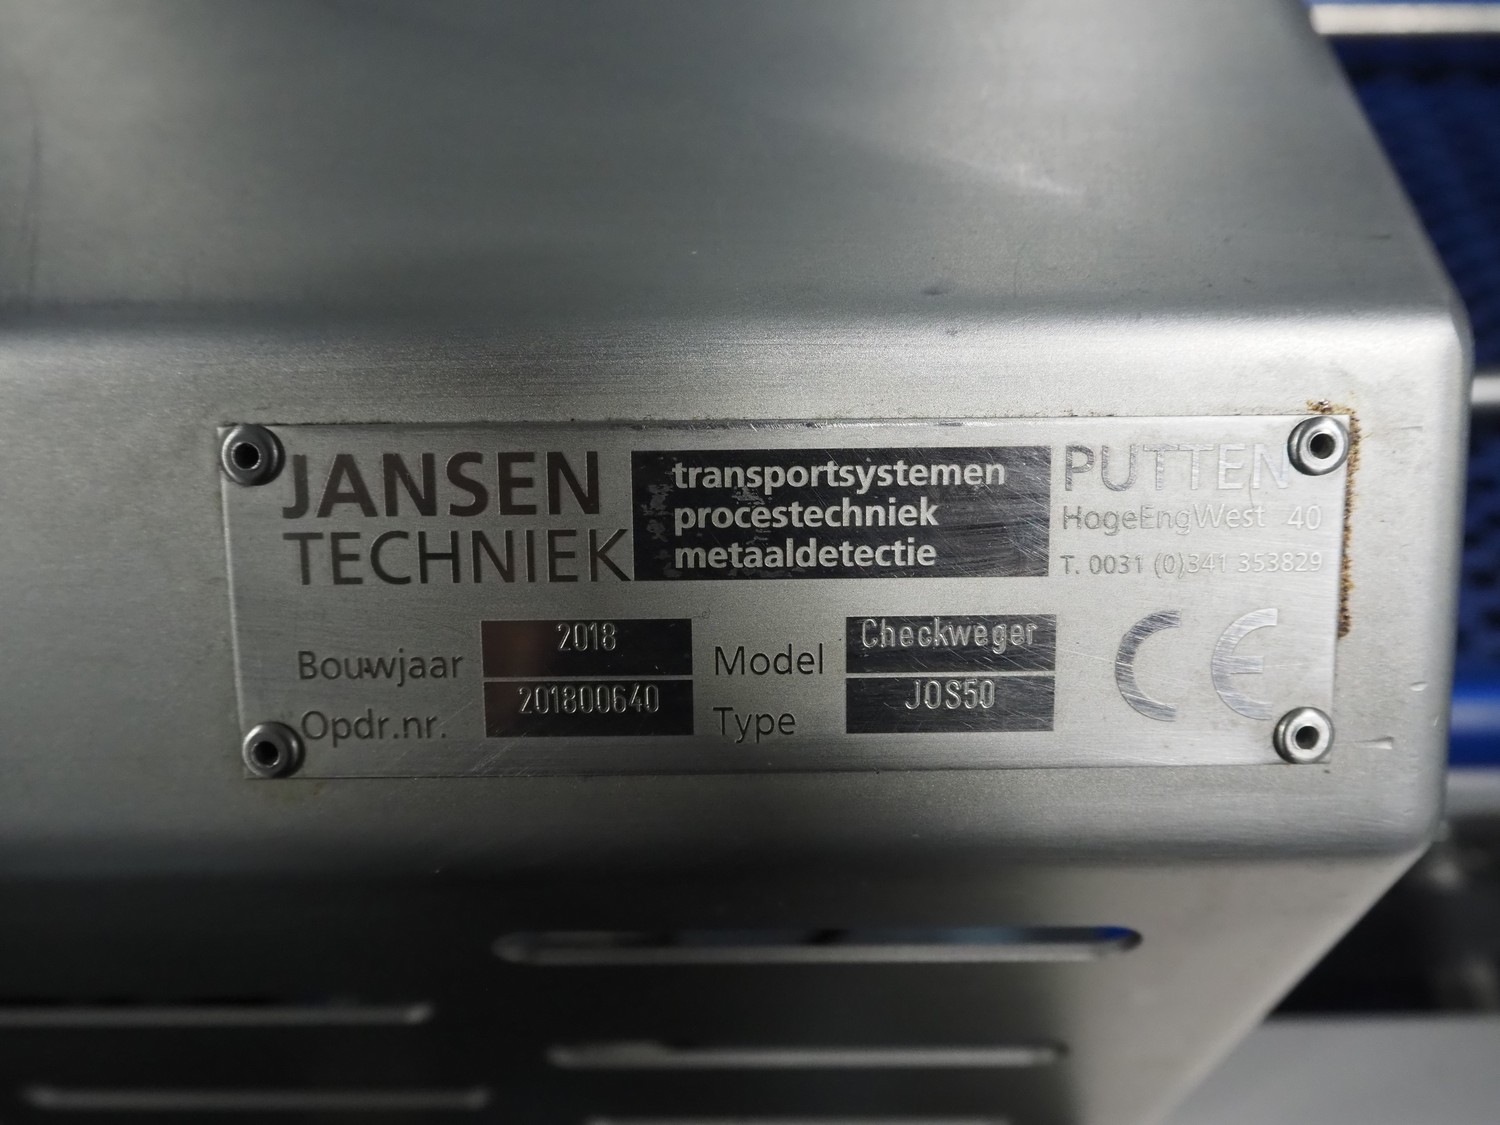 JANSEN
TECHNIEK
transportsystemen
procestechniek
metaaldetectie
PUTTEN
HogeEngWest 40
T. 0031 (0)341 353829
Bouwjaar 2018
Opdr.nr. 201800640
Model Checkweger
Type JOS50
CE